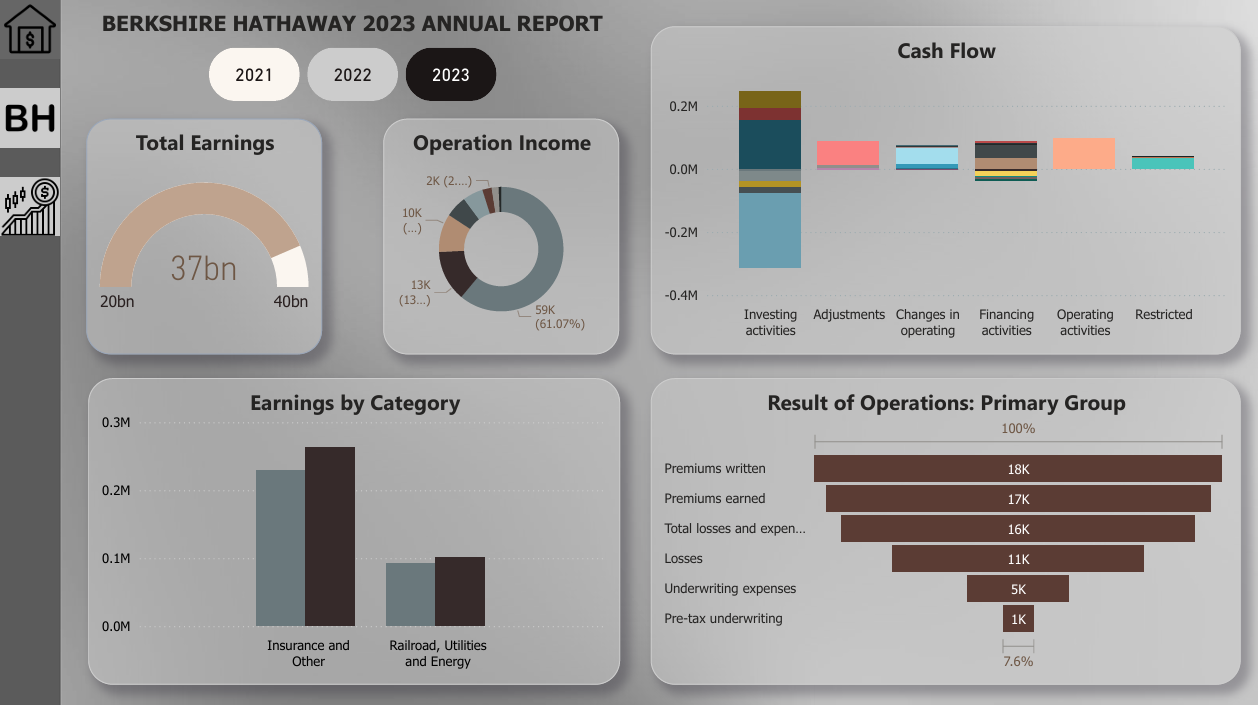 BERKSHIRE HATHAWAY 2023 ANNUAL REPORT
2021
2022
2023
$
BH
$
Total Earnings
37bn
20bn
40bn
Operation Income
2K (2....)
10K
(...)
13K
(13...)
59K
(61.07%)
Cash Flow
0.2M
0.0M
-0.2M
-0.4M
Investing
activities
Adjustments
Changes in
operating
Financing
activities
Operating
activities
Restricted
Earnings by Category
0.3M
0.2M
0.1M
0.0M
Insurance and
Other
Railroad, Utilities
and Energy
Result of Operations: Primary Group
100%
Premiums written
18K
Premiums earned
17K
Total losses and expen...
16K
Losses
11K
Underwriting expenses
5K
Pre-tax underwriting
1K
7.6%